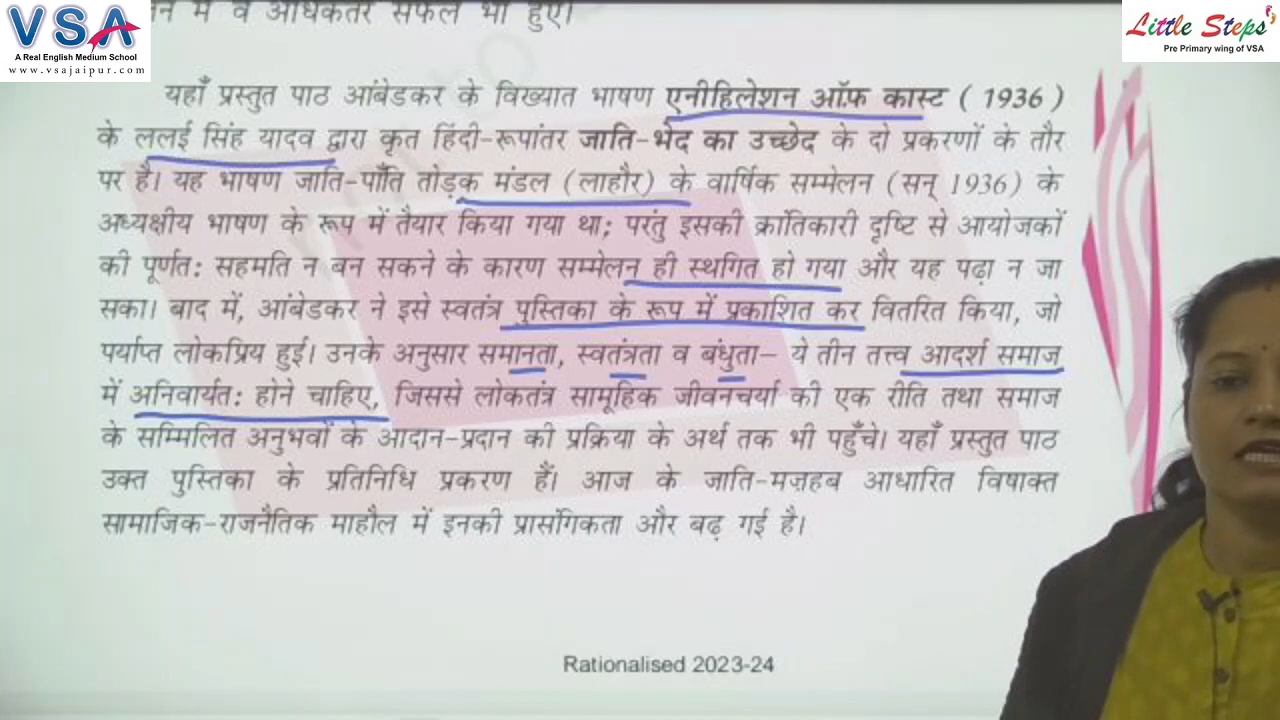 VSA
A Real English Medium School
www.vsajaipur.com
Little Steps
Pre Primary wing of VSA
में वे अधिकतर सफल भी हुए।
यहाँ प्रस्तुत पाठ आंबेडकर के विख्यात भाषण एनीहिलेशन ऑफ़ कास्ट ( 1936 )
के ललई सिंह यादव द्वारा कृत हिंदी-रूपांतर जाति-भेद का उच्छेद के दो प्रकरणों के तौर
पर है। यह भाषण जाति-पाँति तोड़क मंडल (लाहौर) के वार्षिक सम्मेलन (सन् 1936) के
अध्यक्षीय भाषण के रूप में तैयार किया गया था; परंतु इसकी क्रांतिकारी दृष्टि से आयोजकों
की पूर्णत: सहमति न बन सकने के कारण सम्मेलन ही स्थगित हो गया और यह पढ़ा न जा
सका। बाद में, आंबेडकर ने इसे स्वतंत्र पुस्तिका के रूप में प्रकाशित कर वितरित किया, जो
पर्याप्त लोकप्रिय हुई। उनके अनुसार समानता, स्वतंत्रता व बंधुता- ये तीन तत्त्व आदर्श समाज
में अनिवार्यत: होने चाहिए, जिससे लोकतंत्र सामूहिक जीवनचर्या की एक रीति तथा समाज
के सम्मिलित अनुभवों के आदान-प्रदान की प्रक्रिया के अर्थ तक भी पहुँचे। यहाँ प्रस्तुत पाठ
उक्त पुस्तिका के प्रतिनिधि प्रकरण हैं। आज के जाति-मज़हब आधारित विषाक्त
सामाजिक-राजनैतिक माहौल में इनकी प्रासंगिकता और बढ़ गई है।
Rationalised 2023-24